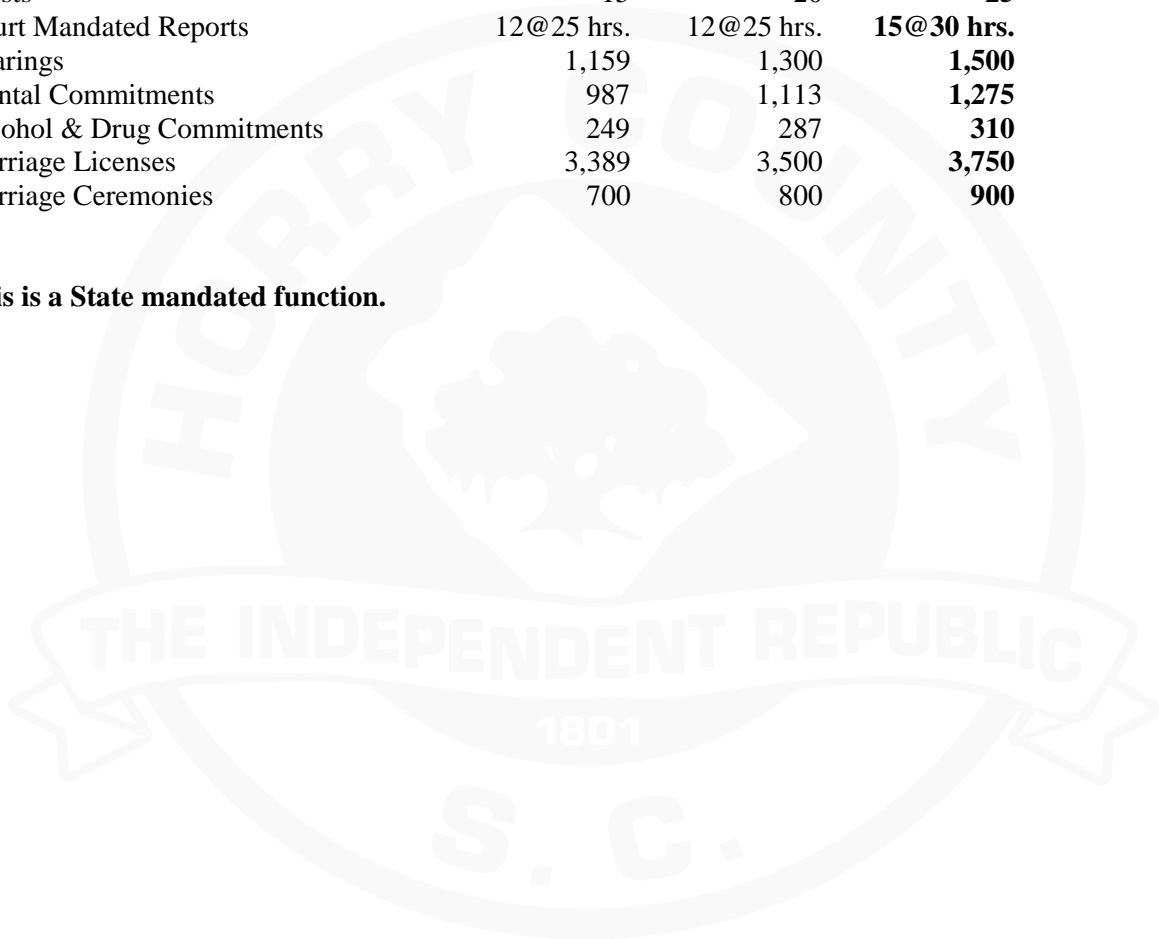 urt Mandated Reports 12@25 hrs. 12@25 hrs. 15@30 hrs.
arings 1,159 1,300 1,500
ntal Commitments 987 1,113 1,275
ohol & Drug Commitments 249 287 310
rriage Licenses 3,389 3,500 3,750
rriage Ceremonies 700 800 900
is is a State mandated function.
HORRY COUNTY
THE INDEPENDENT REPUBLIC
1801
S. C.